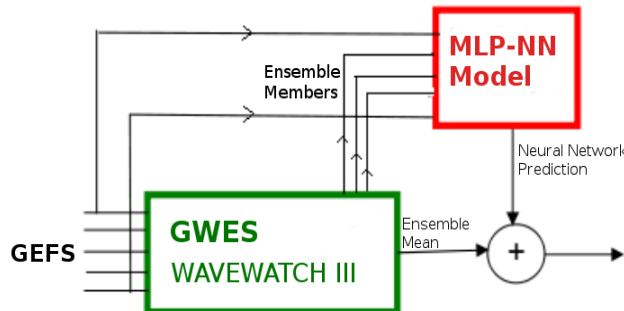 MLP-NN
Model
Ensemble
Members
Neural Network
Prediction
GWES
WAVEWATCH III
GEFS
Ensemble
Mean
+